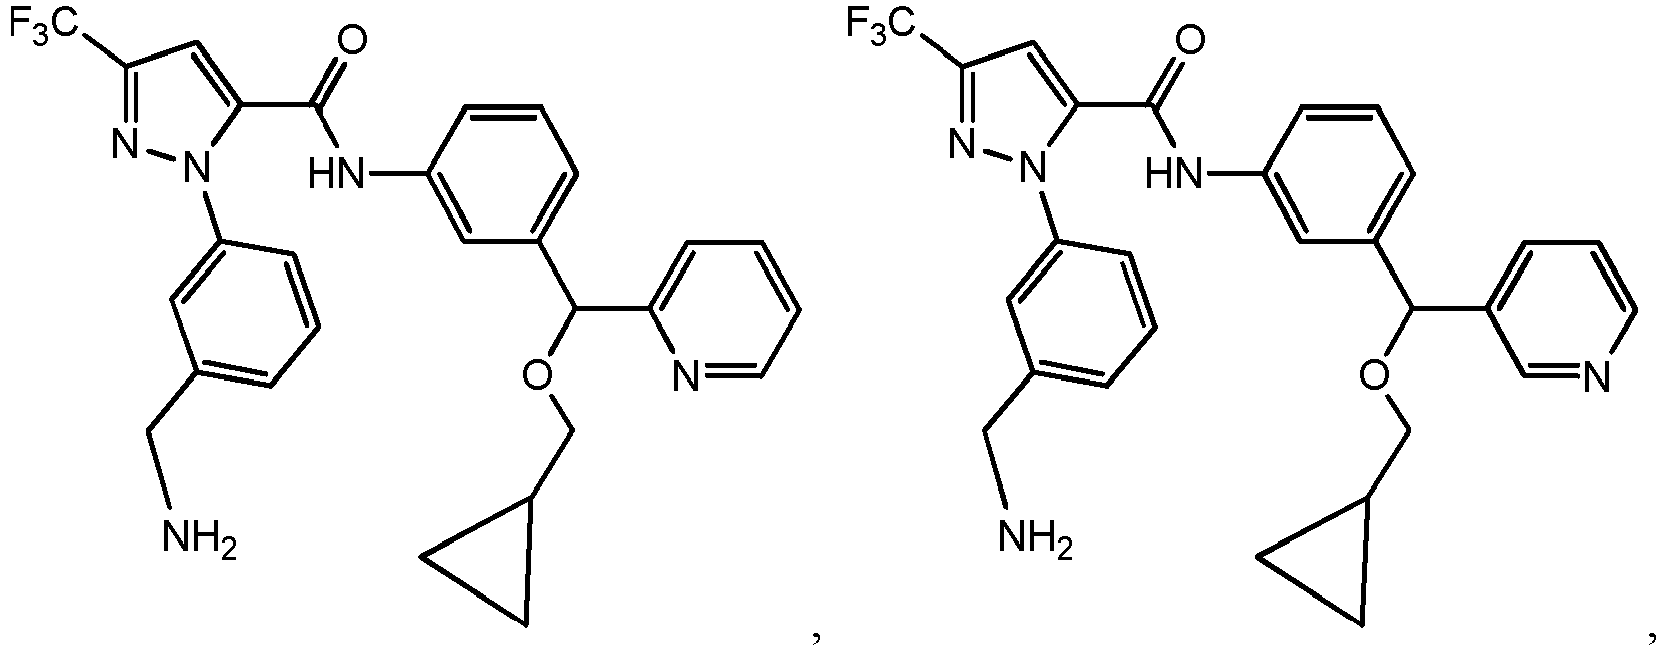 F₃C O F₃C O
N N HN N N HN
O N O N
NH₂ , NH₂ ,